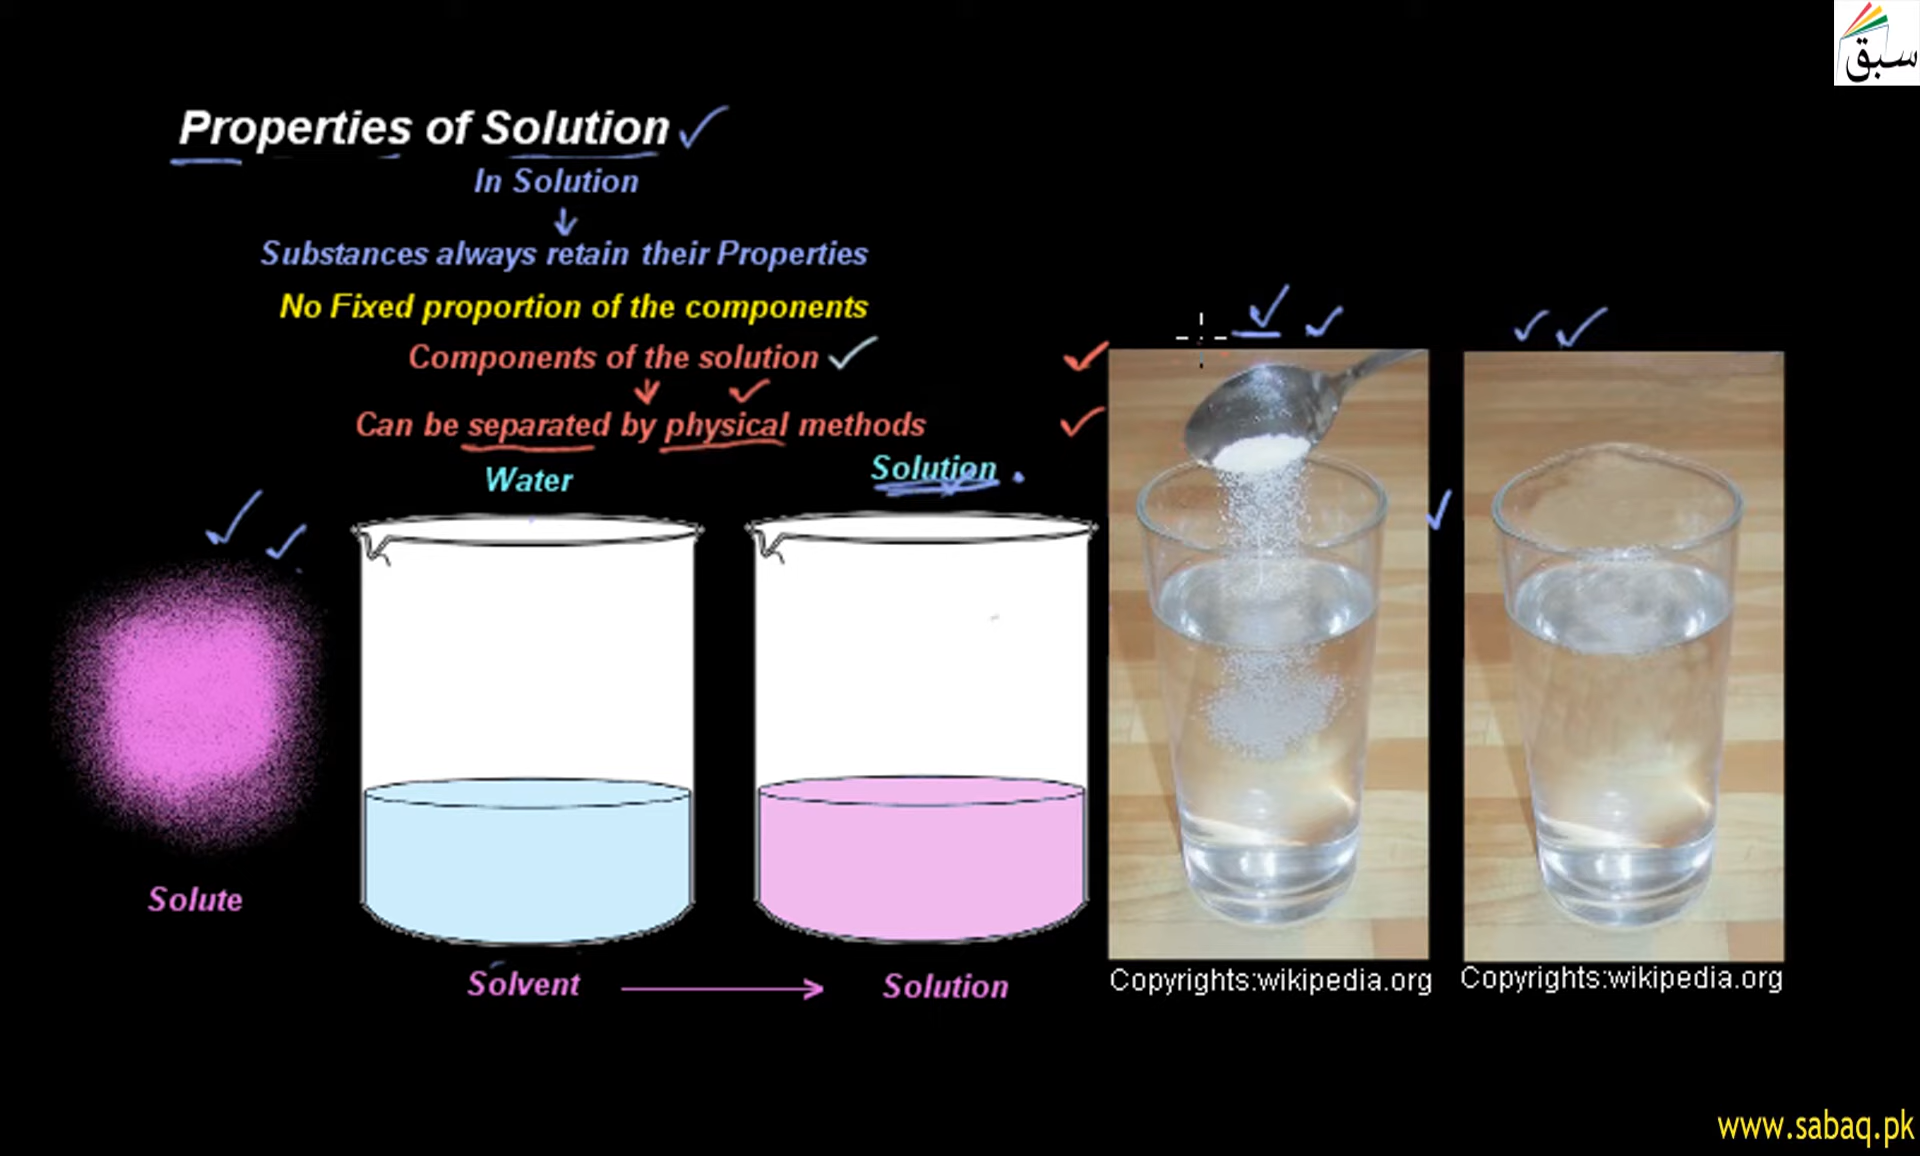 سبق
Properties of Solution
In Solution
Substances always retain their Properties
No Fixed proportion of the components
Components of the solution
Can be separated by physical methods
Water
Solution
Solute
Solvent
Solution
Copyrights:wikipedia.org
Copyrights:wikipedia.org
www.sabaq.pk